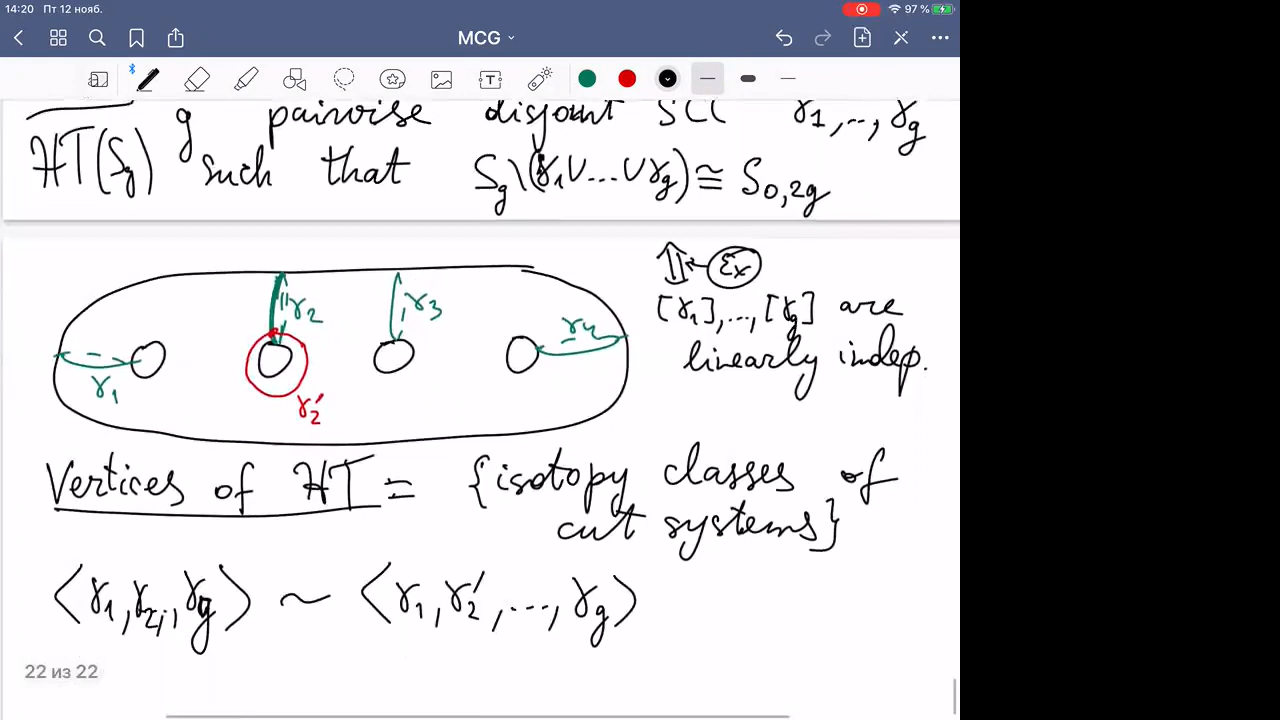 14:20 Пт 12 нояб.
97 %
MCG
g pairwise disjoint SCC γ1,..,γg
HT(Sg) such that Sg\(γ1∪...∪γg)≅ S0,2g
Ex
[γ1],...,[γg] are
linearly indep.
γ1
γ2
γ3
γ4
γ2'
Vertices of HT = {isotopy classes of
cut systems}
⟨γ1,γ2,,γg⟩ ~ ⟨γ1,γ2',...,γg⟩
22 из 22